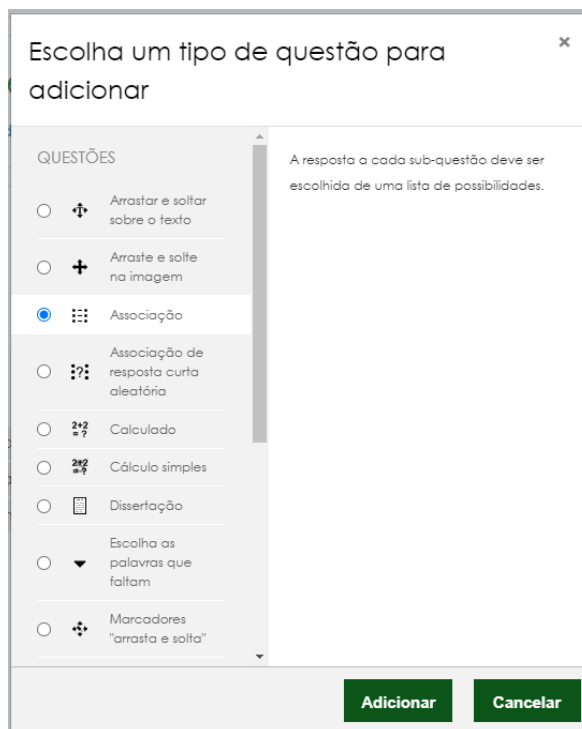 Escolha um tipo de questão para
adicionar
×
QUESTÕES
Arrastar e soltar
sobre o texto
Arraste e solte
na imagem
Associação
Associação de
resposta curta
aleatória
2+2
= ?
Calculado
2+2
= ?
Cálculo simples
Dissertação
Escolha as
palavras que
faltam
Marcadores
"arrasta e solta"
A resposta a cada sub-questão deve ser
escolhida de uma lista de possibilidades.
Adicionar
Cancelar